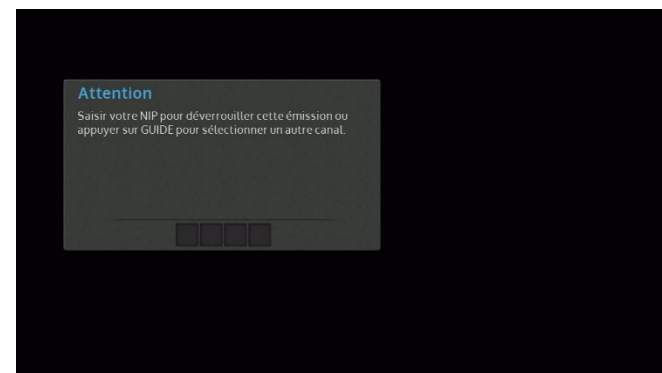 Attention
Saisir votre NIP pour déverrouiller cette émission ou
appuyer sur GUIDE pour sélectionner un autre canal.